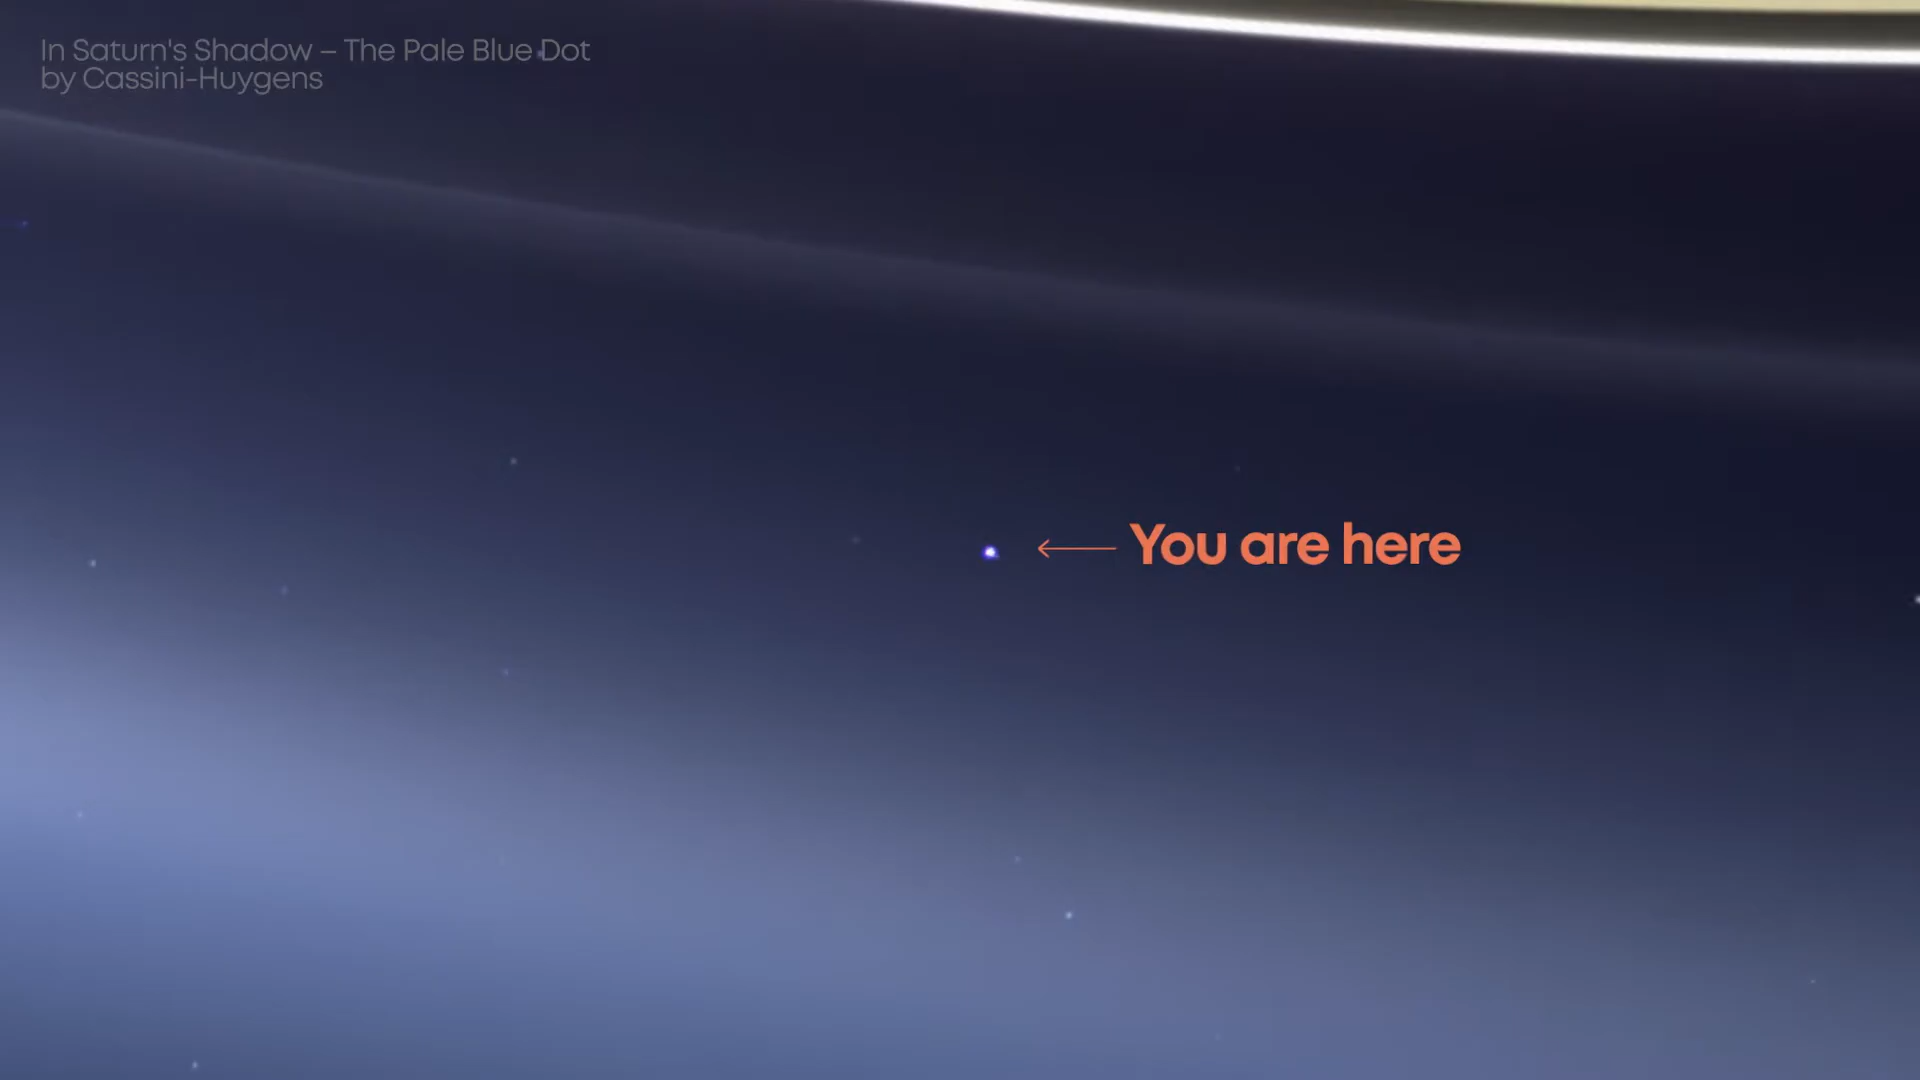 In Saturn's Shadow – The Pale Blue Dot
by Cassini-Huygens
You are here